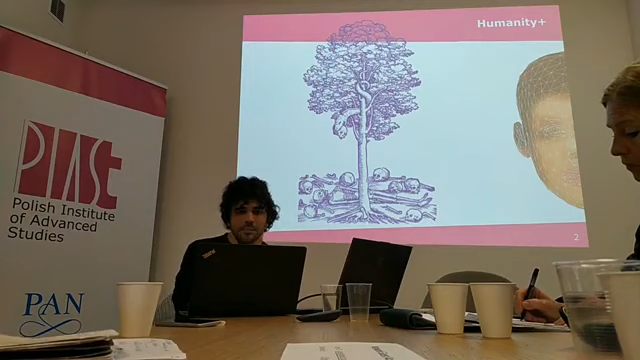 Humanity+
PIASt
Polish Institute
of Advanced
Studies
PAN
2